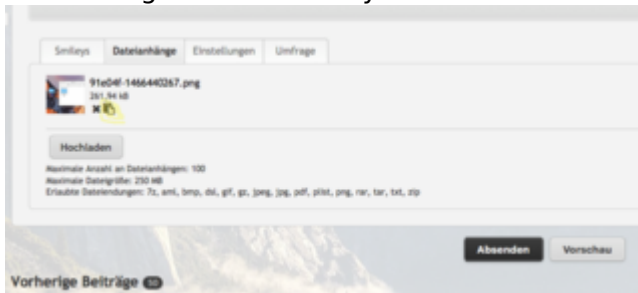 Smileys Dateianhänge Einstellungen Umfrage
91e04f-1466440267.png
261,94 kB
Hochladen
Maximale Anzahl an Dateianhängen: 100
Maximale Dateigröße: 250 MB
Erlaubte Dateiendungen: 7z, aml, bmp, dsl, gif, gz, jpeg, jpg, pdf, plist, png, rar, tar, txt, zip
Absenden Vorschau
Vorherige Beiträge 50